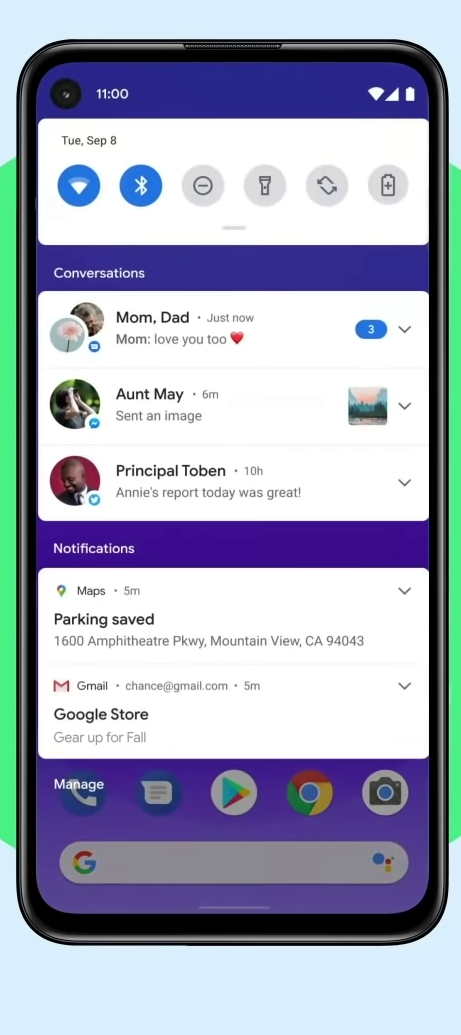 11:00
Tue, Sep 8
Conversations
Mom, Dad • Just now
Mom: love you too ❤️
3
Aunt May • 6m
Sent an image
Principal Toben • 10h
Annie's report today was great!
Notifications
Maps • 5m
Parking saved
1600 Amphitheatre Pkwy, Mountain View, CA 94043
Gmail • chance@gmail.com • 5m
Google Store
Gear up for Fall
Manage